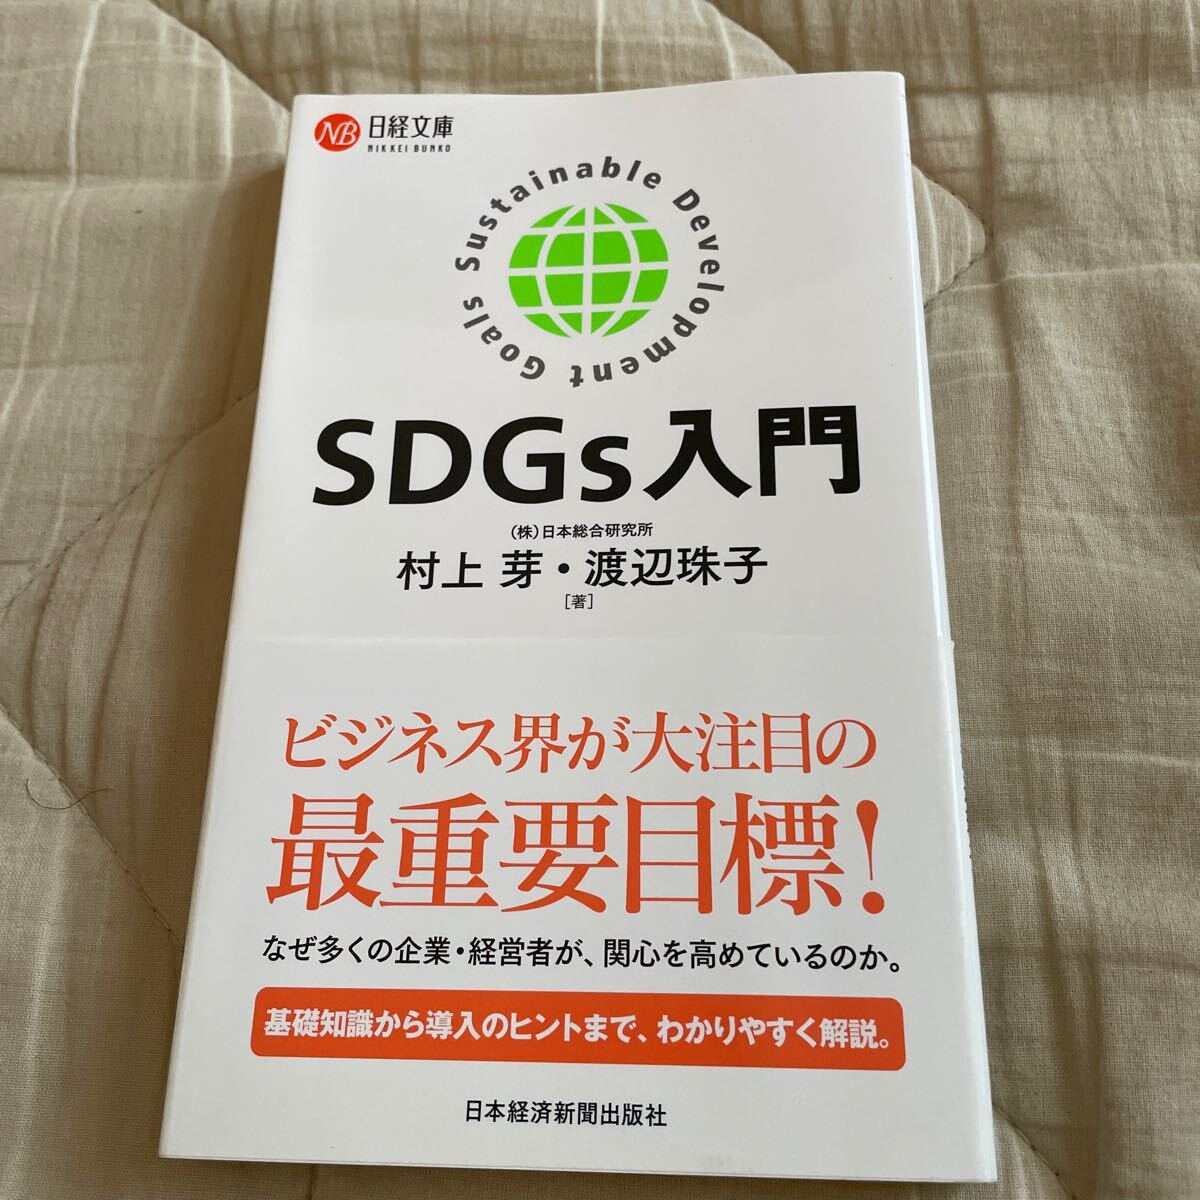 NB 日経文庫
NIKKEI BUNKO
Sustainable Development Goals
SDGs入門
(株)日本総合研究所
村上 芽・渡辺珠子
[著]
ビジネス界が大注目の
最重要目標!
なぜ多くの企業・経営者が、関心を高めているのか。
基礎知識から導入のヒントまで、わかりやすく解説。
日本経済新聞出版社